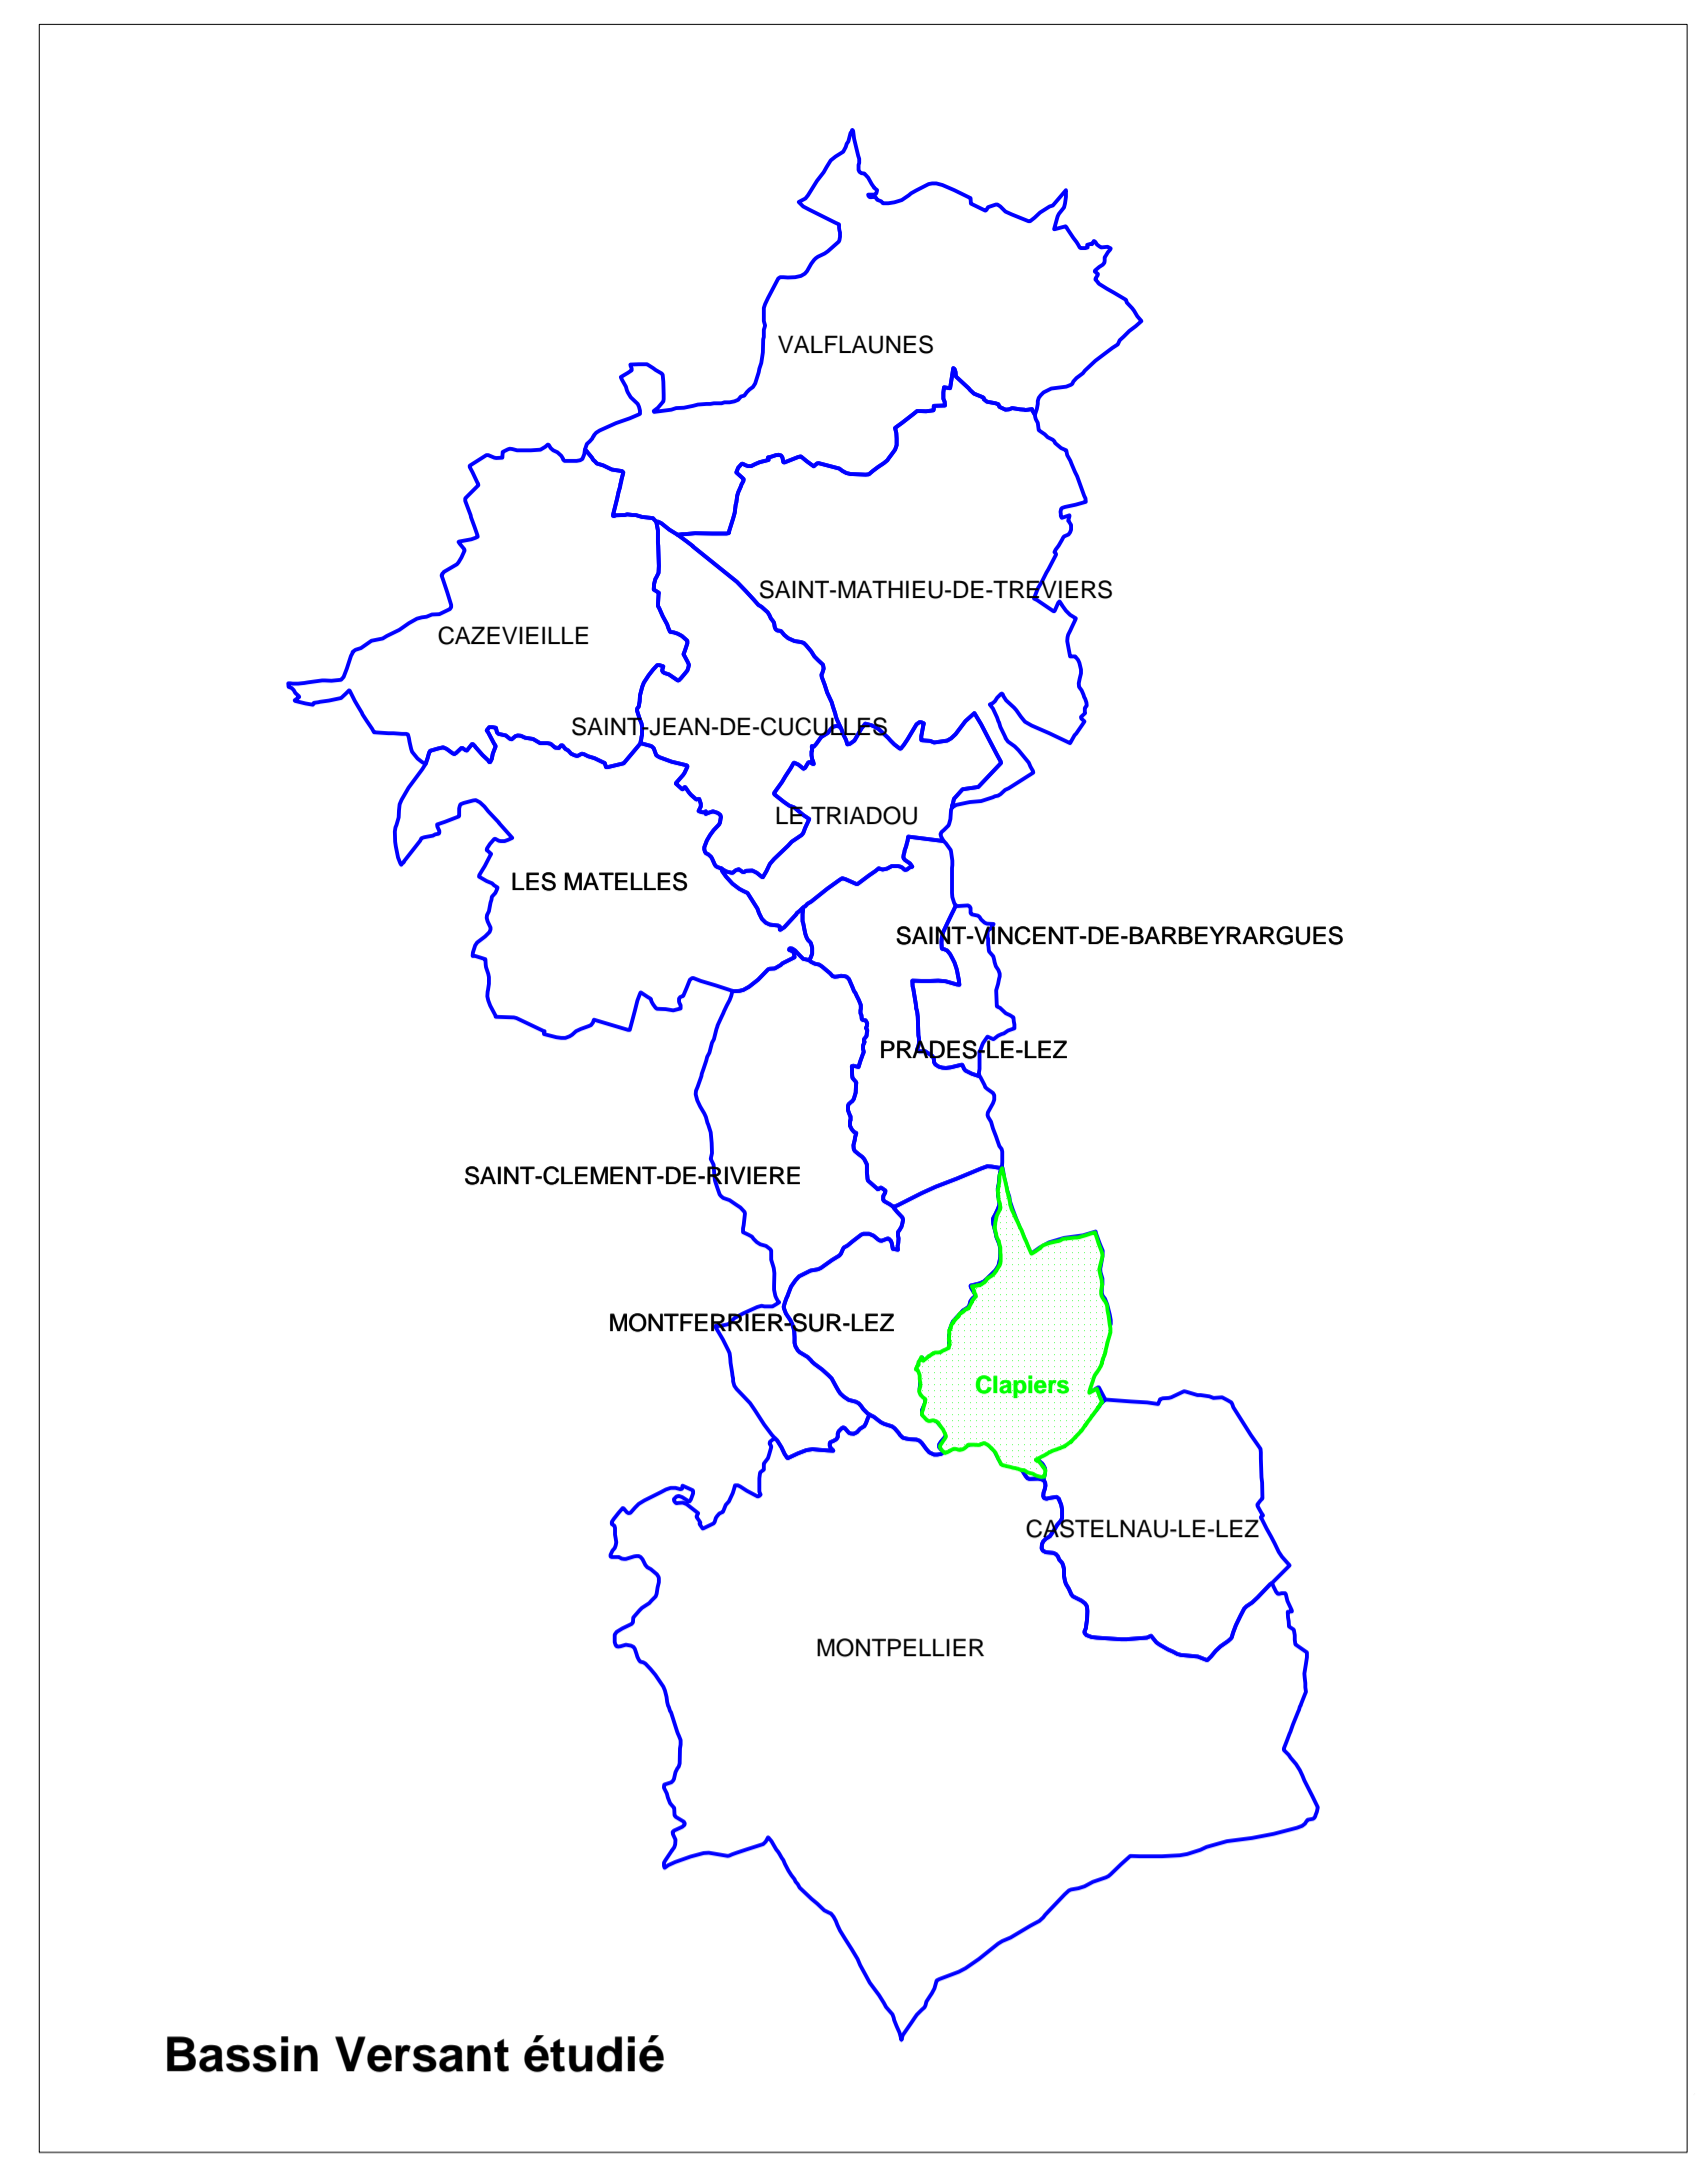 VALFLAUNES
SAINT-MATHIEU-DE-TREVIERS
CAZEVIEILLE
SAINT-JEAN-DE-CUCULLES
LE TRIADOU
LES MATELLES
SAINT-VINCENT-DE-BARBEYRARGUES
PRADES-LE-LEZ
SAINT-CLEMENT-DE-RIVIERE
MONTFERRIER-SUR-LEZ
Clapiers
CASTELNAU-LE-LEZ
MONTPELLIER
Bassin Versant étudié